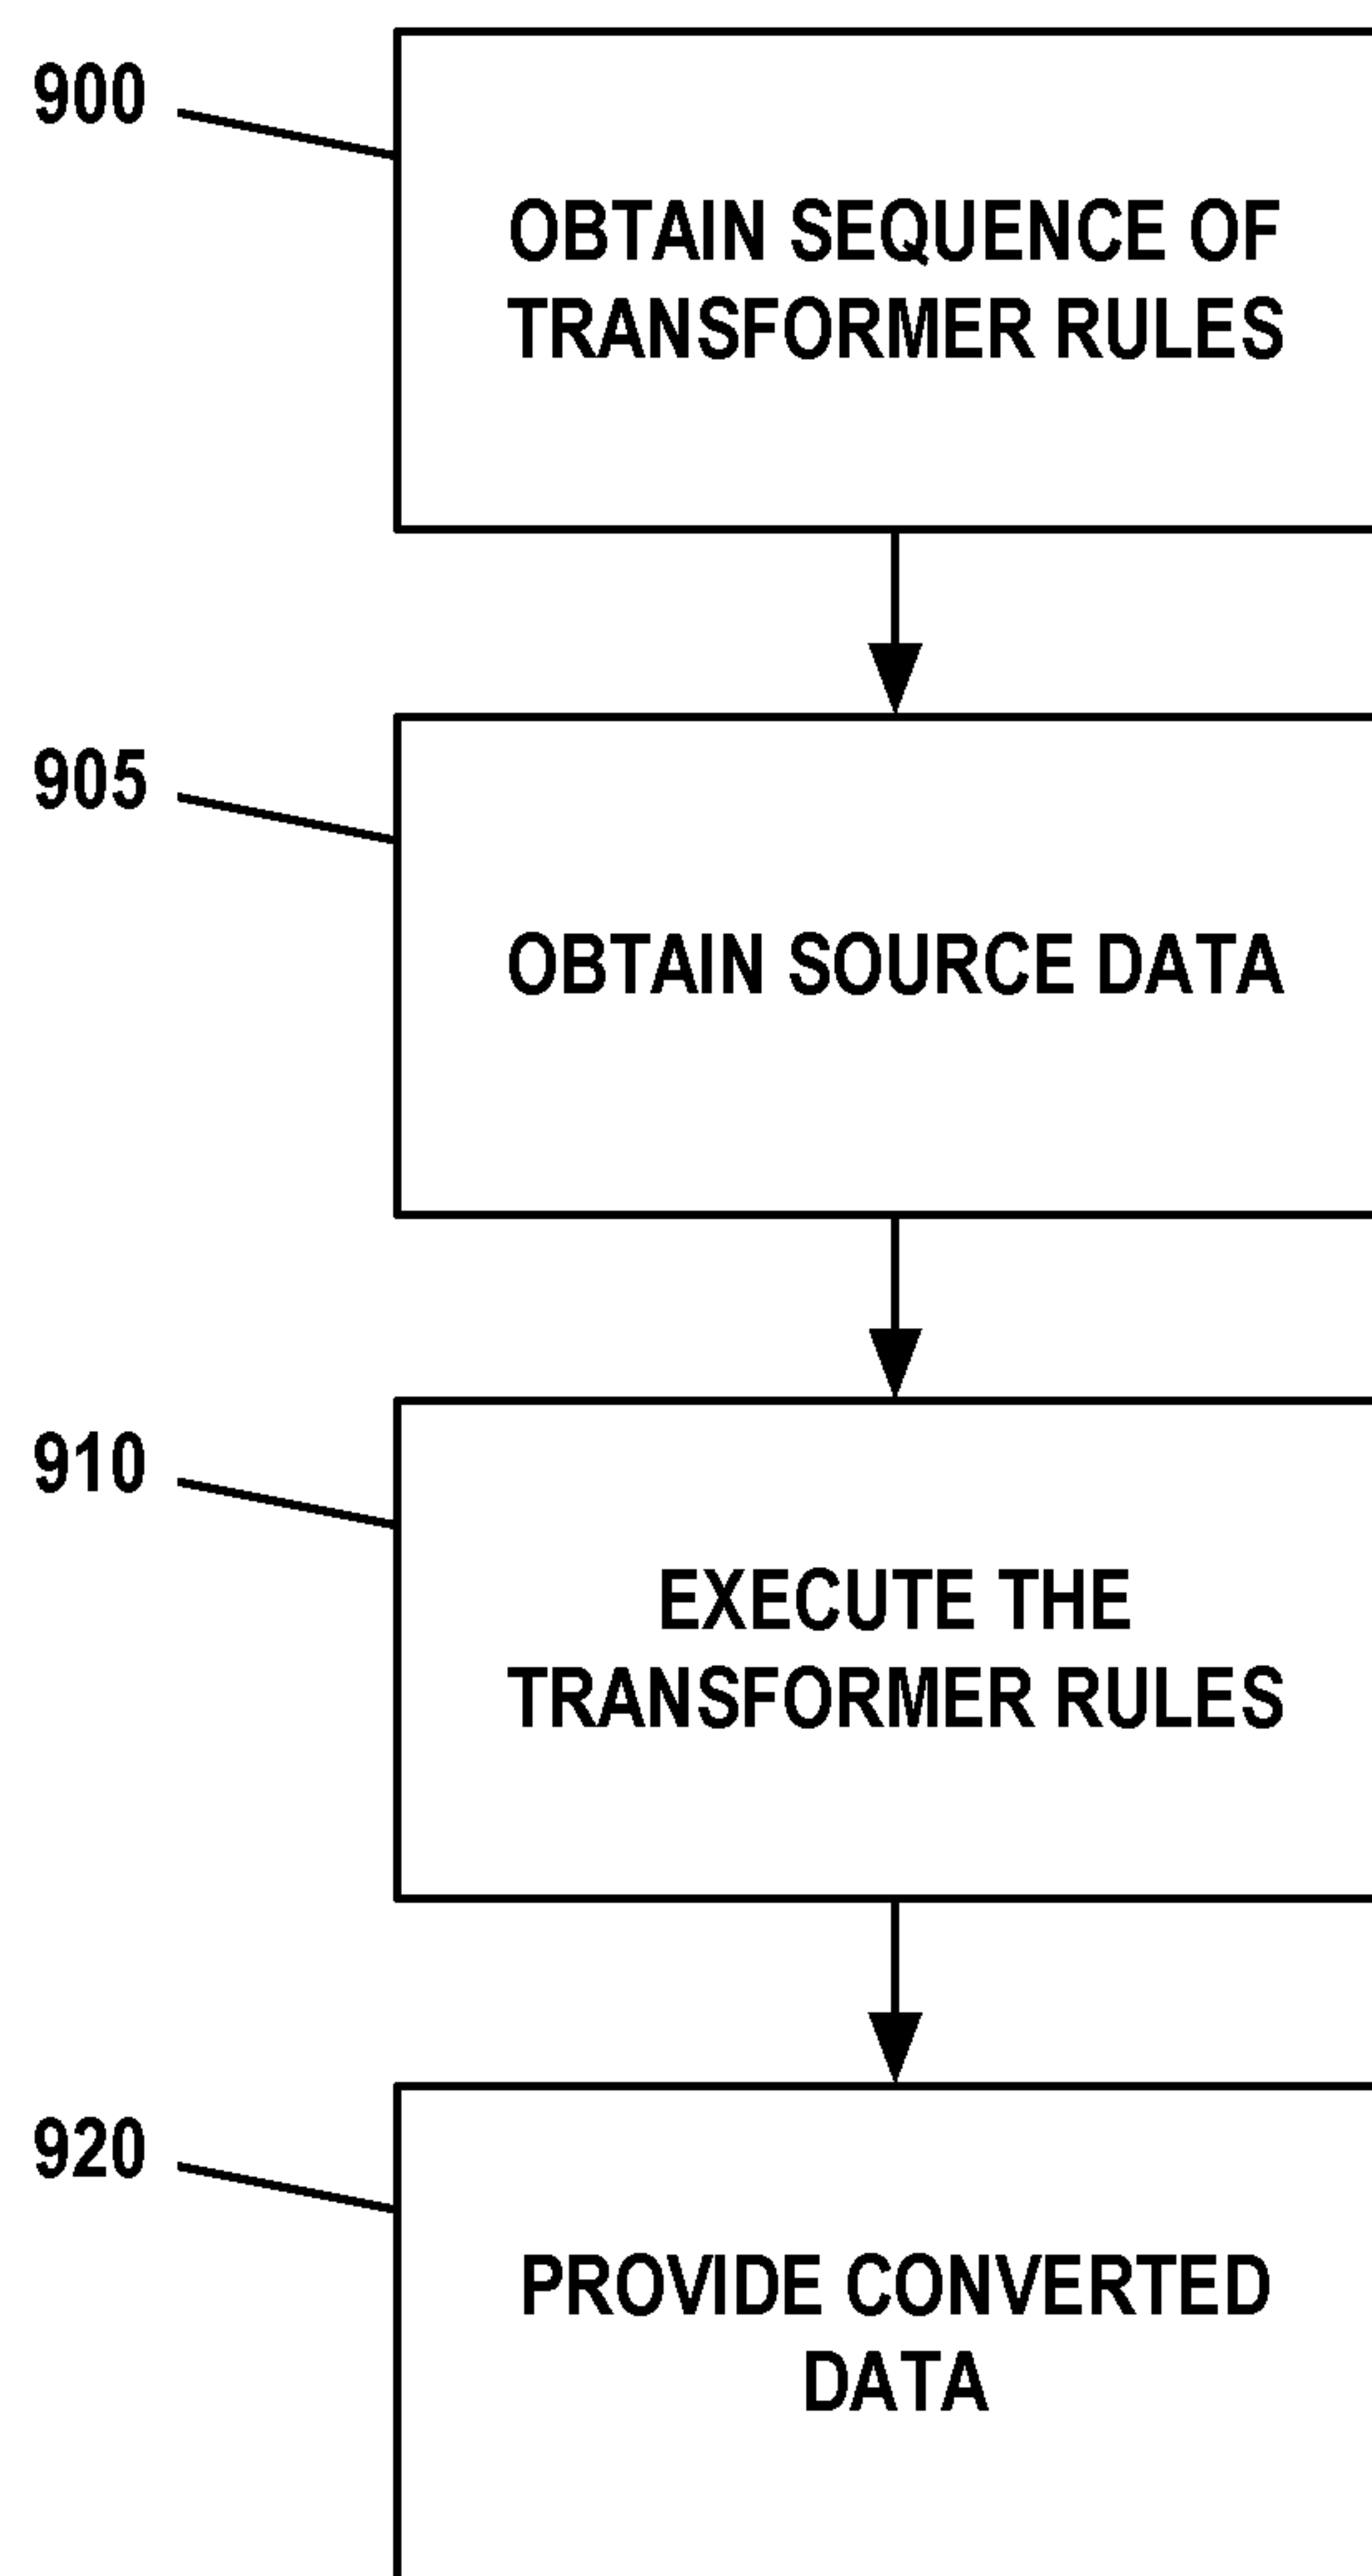 900
OBTAIN SEQUENCE OF
TRANSFORMER RULES
905
OBTAIN SOURCE DATA
910
EXECUTE THE
TRANSFORMER RULES
920
PROVIDE CONVERTED
DATA